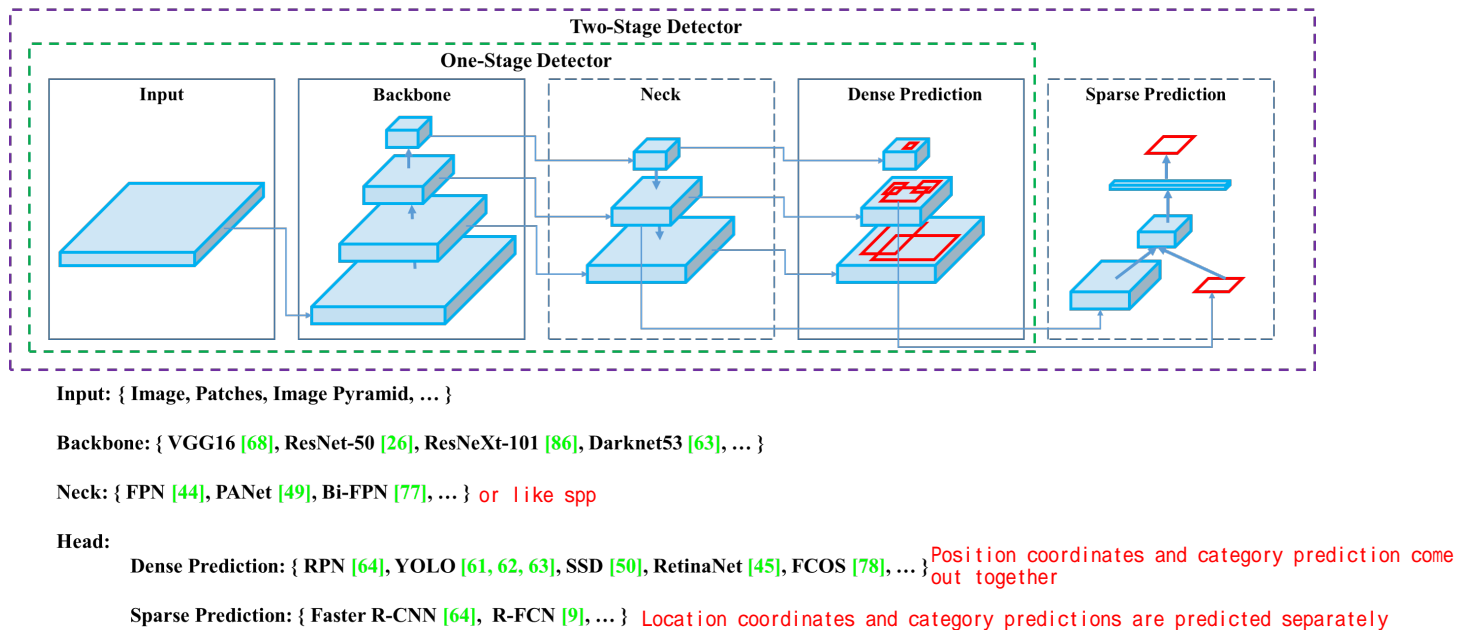 Two-Stage Detector
One-Stage Detector
Input
Backbone
Neck
Dense Prediction
Sparse Prediction
Input: { Image, Patches, Image Pyramid, … }
Backbone: { VGG16 [68], ResNet-50 [26], ResNeXt-101 [86], Darknet53 [63], … }
Neck: { FPN [44], PANet [49], Bi-FPN [77], … } or like spp
Head:
Dense Prediction: { RPN [64], YOLO [61, 62, 63], SSD [50], RetinaNet [45], FCOS [78], … } Position coordinates and category prediction come
out together
Sparse Prediction: { Faster R-CNN [64], R-FCN [9], … } Location coordinates and category predictions are predicted separately